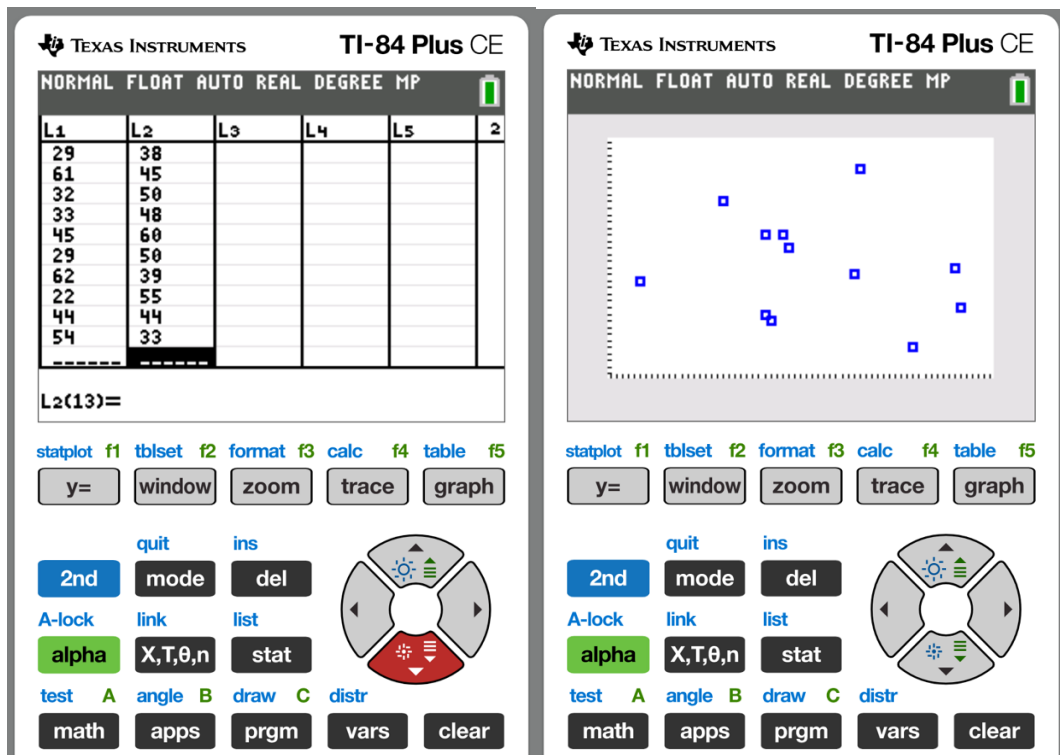 TEXAS INSTRUMENTS TI-84 Plus CE
NORMAL FLOAT AUTO REAL DEGREE MP
L1 L2 L3 L4 L5 2
29 38
61 45
32 50
33 48
45 60
29 50
62 39
22 55
44 44
54 33
------ ------
L2(13)=
statplot f1 tblset f2 format f3 calc f4 table f5
y= window zoom trace graph
quit ins
2nd mode del
A-lock link list
alpha X,T,θ,n stat
test A angle B draw C distr
math apps prgm vars clear
TEXAS INSTRUMENTS TI-84 Plus CE
NORMAL FLOAT AUTO REAL DEGREE MP
statplot f1 tblset f2 format f3 calc f4 table f5
y= window zoom trace graph
quit ins
2nd mode del
A-lock link list
alpha X,T,θ,n stat
test A angle B draw C distr
math apps prgm vars clear